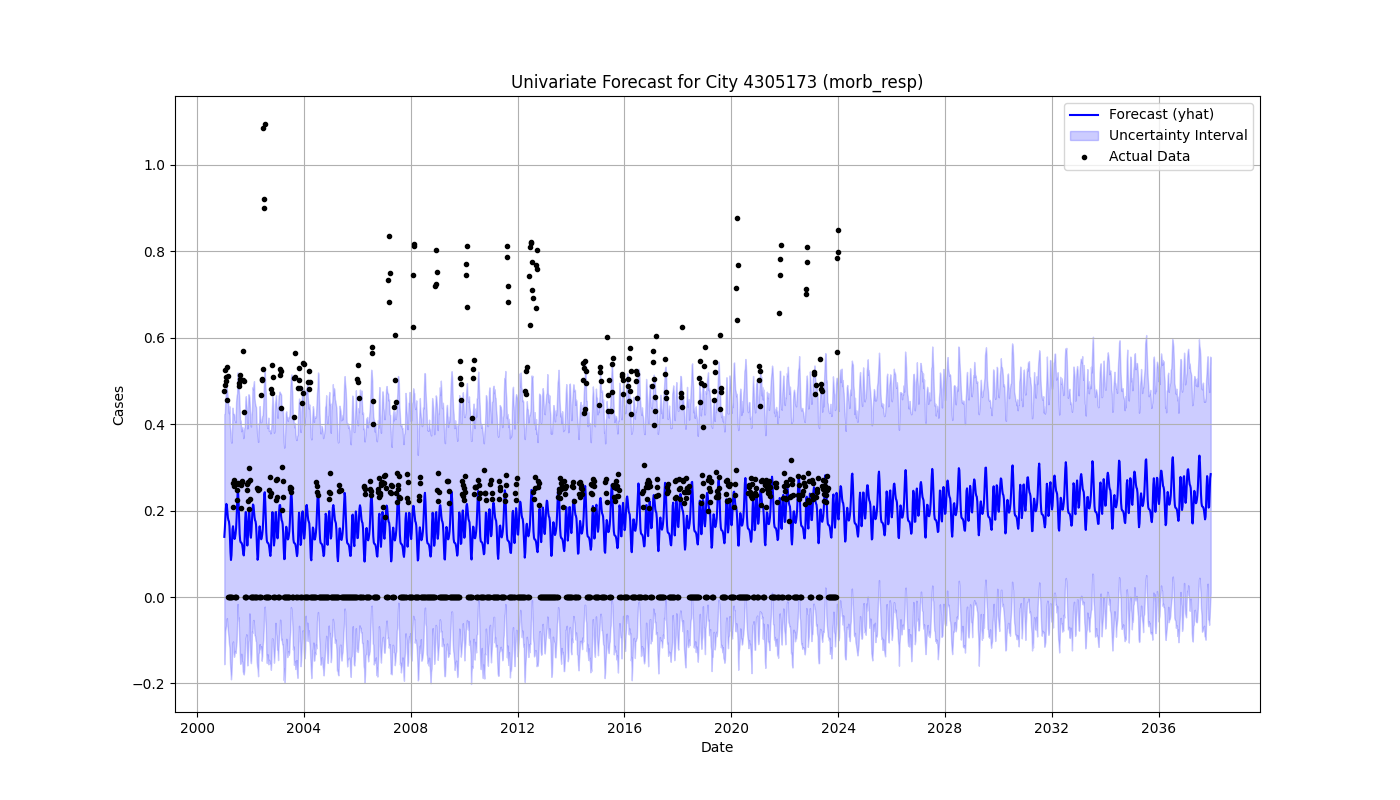 Univariate Forecast for City 4305173 (morb_resp)
Forecast (yhat)
Uncertainty Interval
Actual Data
Cases
1.0
0.8
0.6
0.4
0.2
0.0
−0.2
2000 2004 2008 2012 2016 2020 2024 2028 2032 2036
Date